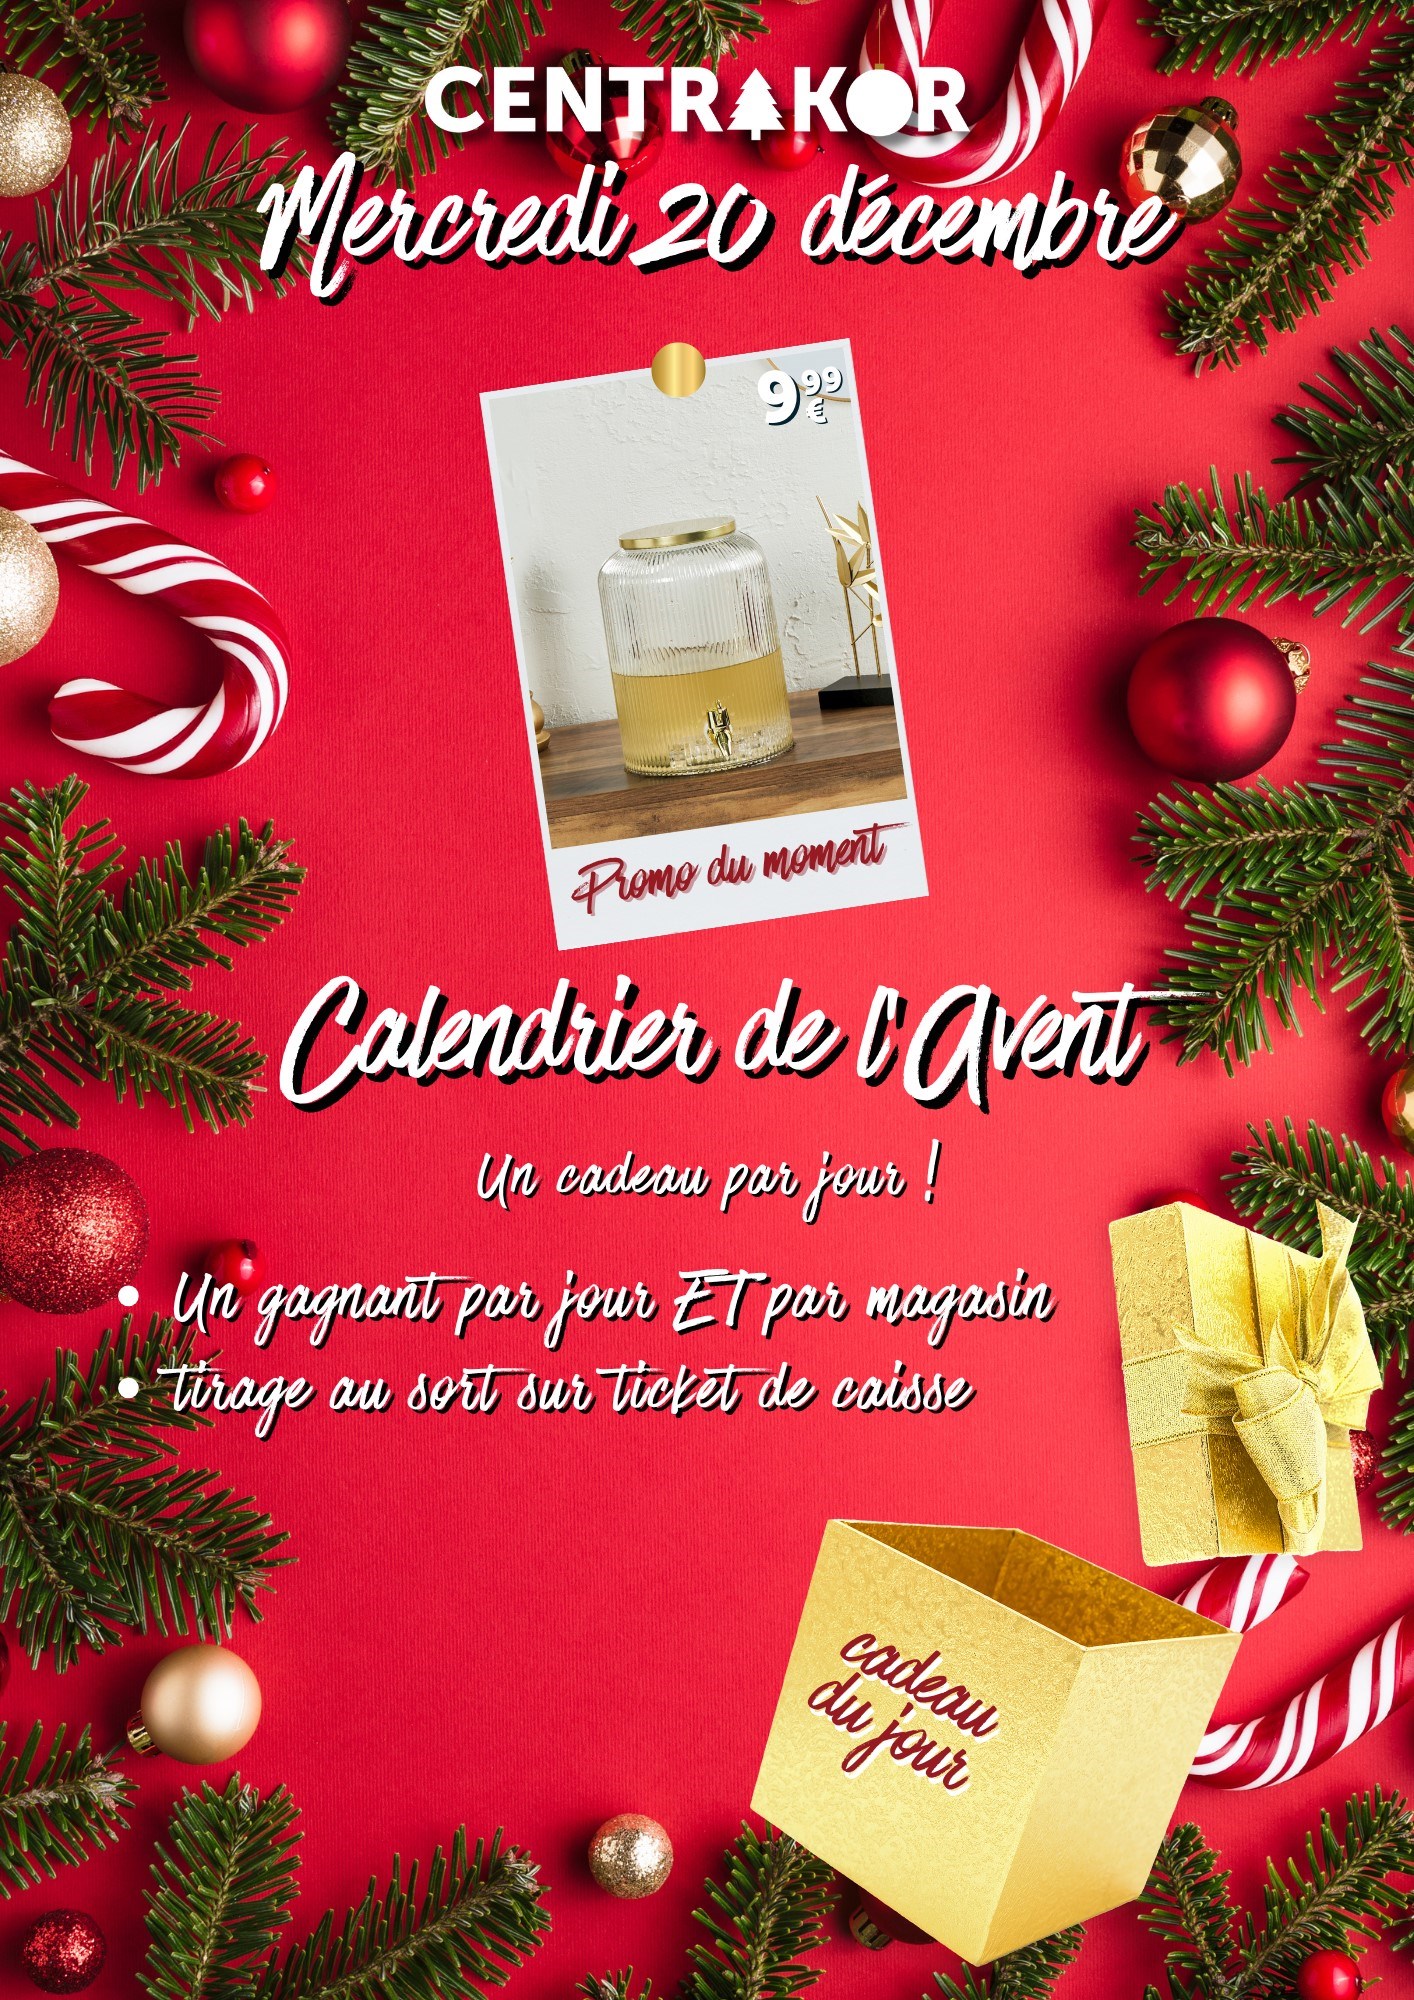 CENTRAKOR
Mercredi 20 décembre
9€99
Promo du moment
Calendrier de l'Avent
Un cadeau par jour !
• Un gagnant par jour ET par magasin
• tirage au sort sur ticket de caisse
cadeau
du jour